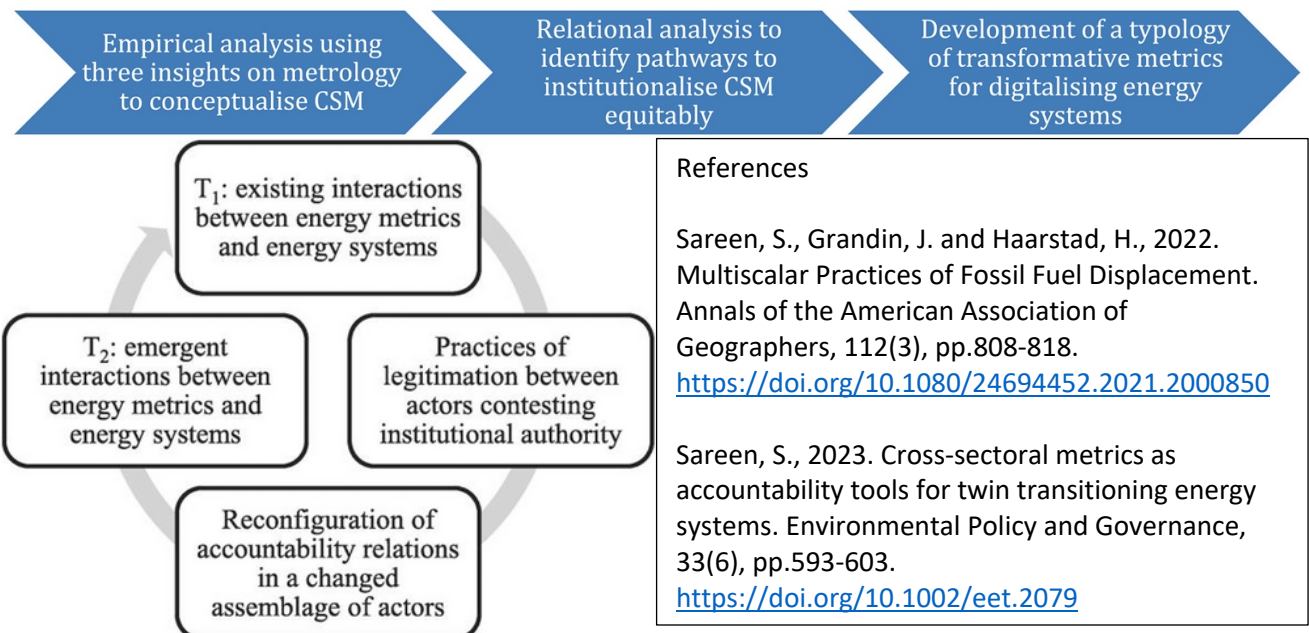 Empirical analysis using
three insights on metrology
to conceptualise CSM
Relational analysis to
identify pathways to
institutionalise CSM
equitably
Development of a typology
of transformative metrics
for digitalising energy
systems
T₁: existing interactions
between energy metrics
and energy systems
T₂: emergent
interactions between
energy metrics and
energy systems
Practices of
legitimation between
actors contesting
institutional authority
Reconfiguration of
accountability relations
in a changed
assemblage of actors
References
Sareen, S., Grandin, J. and Haarstad, H., 2022.
Multiscalar Practices of Fossil Fuel Displacement.
Annals of the American Association of
Geographers, 112(3), pp.808-818.
https://doi.org/10.1080/24694452.2021.2000850
Sareen, S., 2023. Cross-sectoral metrics as
accountability tools for twin transitioning energy
systems. Environmental Policy and Governance,
33(6), pp.593-603.
https://doi.org/10.1002/eet.2079